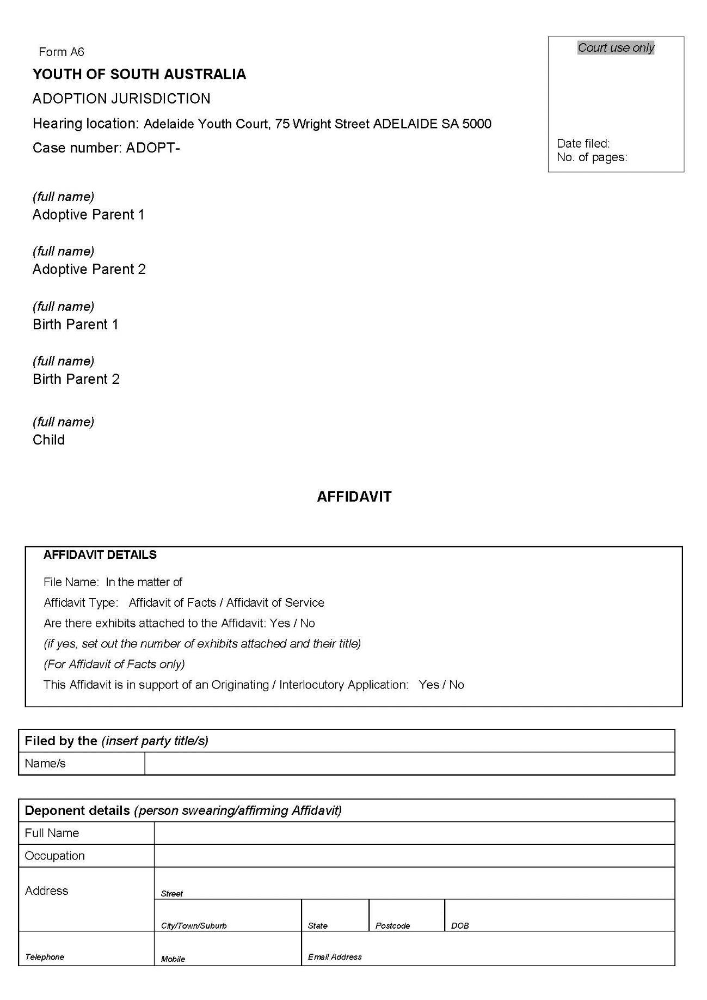 Form A6
Court use only
YOUTH OF SOUTH AUSTRALIA
ADOPTION JURISDICTION
Hearing location: Adelaide Youth Court, 75 Wright Street ADELAIDE SA 5000
Case number: ADOPT-
Date filed:
No. of pages:
(full name)
Adoptive Parent 1
(full name)
Adoptive Parent 2
(full name)
Birth Parent 1
(full name)
Birth Parent 2
(full name)
Child
AFFIDAVIT
AFFIDAVIT DETAILS
File Name: In the matter of
Affidavit Type: Affidavit of Facts / Affidavit of Service
Are there exhibits attached to the Affidavit: Yes / No
(if yes, set out the number of exhibits attached and their title)
(For Affidavit of Facts only)
This Affidavit is in support of an Originating / Interlocutory Application: Yes / No
Filed by the (insert party title/s)
Name/s
Deponent details (person swearing/affirming Affidavit)
Full Name
Occupation
Address
Street
City/Town/Suburb State Postcode DOB
Telephone Mobile Email Address